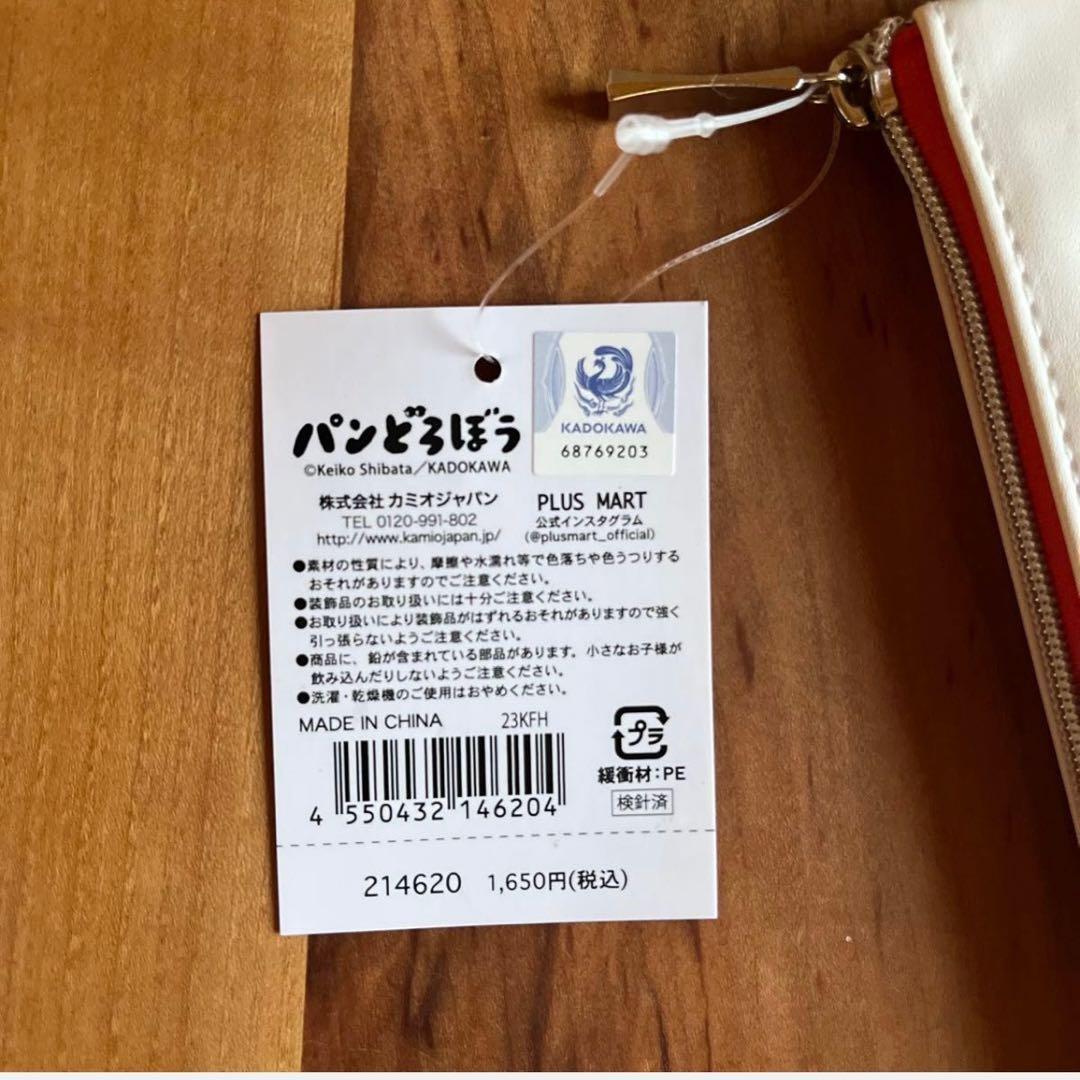 パンどろぼう
©Keiko Shibata／KADOKAWA
KADOKAWA
68769203
株式会社 カミオジャパン
TEL 0120-991-802
http://www.kamiojapan.jp/
PLUS MART
公式インスタグラム
(@plusmart_official)
●素材の性質により、摩擦や水濡れ等で色落ちや色うつりする
おそれがありますのでご注意ください。
●装飾品のお取り扱いには十分ご注意ください。
●お取り扱いにより装飾品がはずれるおそれがありますので強く
引っ張らないようご注意ください。
●商品に、鉛が含まれている部品があります。小さなお子様が
飲み込んだりしないようご注意ください。
●洗濯・乾燥機のご使用はおやめください。
MADE IN CHINA 23KFH
プラ
緩衝材：PE
検針済
4 550432 146204
214620 1,650円(税込)